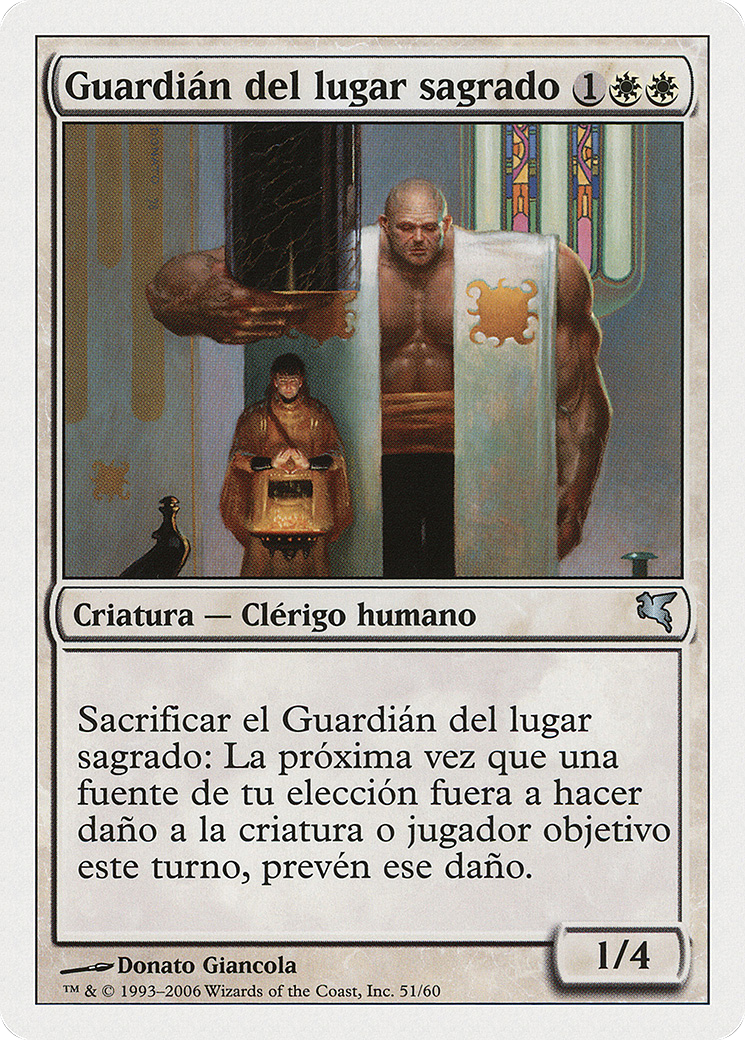 Guardián del lugar sagrado 1
Criatura — Clérigo humano
Sacrificar el Guardián del lugar
sagrado: La próxima vez que una
fuente de tu elección fuera a hacer
daño a la criatura o jugador objetivo
este turno, prevén ese daño.
1/4
Donato Giancola
™ & © 1993–2006 Wizards of the Coast, Inc. 51/60